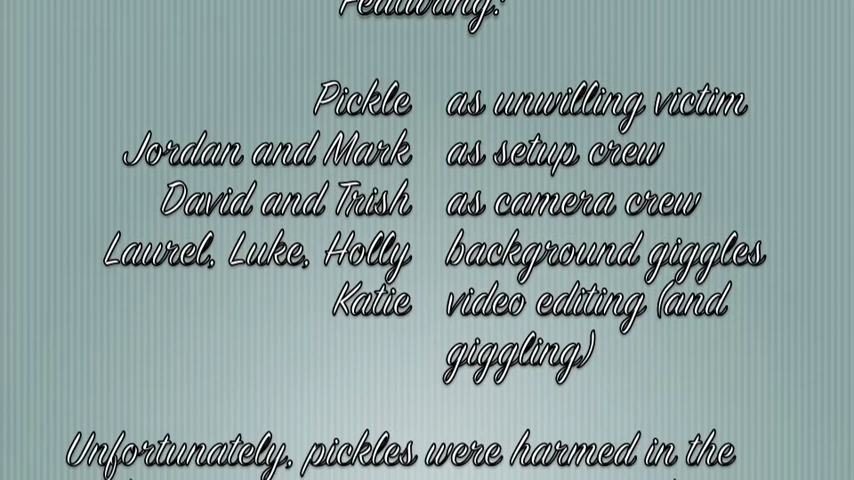 Featuring:
Pickle as unwilling victim
Jordan and Mark as setup crew
David and Trish as camera crew
Laurel, Luke, Holly background giggles
Katie video editing (and
giggling)
Unfortunately, pickles were harmed in the